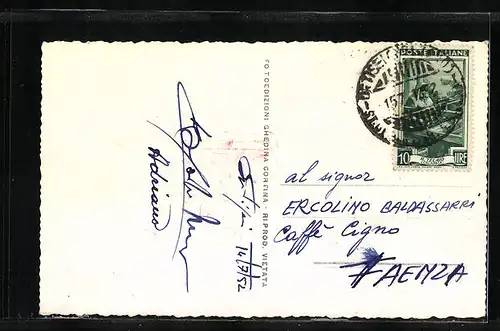 Adriano
14/7/52
FOTOEDIZIONI GHEDINA CORTINA, RIPROD. VIETATA
POSTE ITALIANE
10 LIRE
al signor
ERCOLINO BALDASSARRI
Caffè Cigno
FAENZA